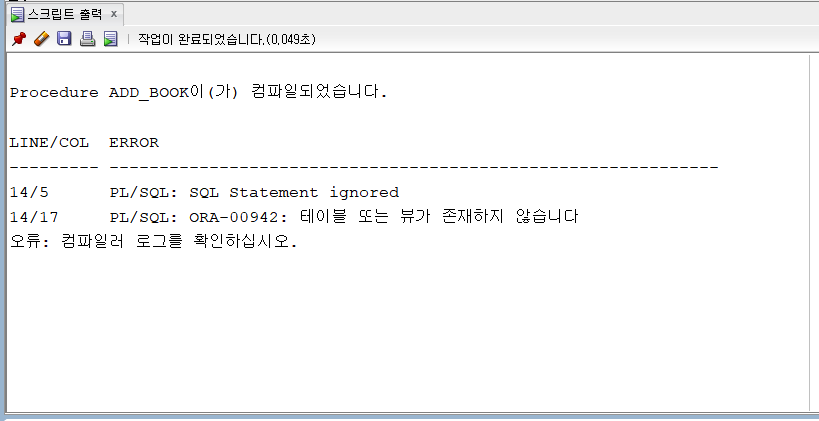 스크립트 출력 x
작업이 완료되었습니다.(0.049초)
Procedure ADD_BOOK이(가) 컴파일되었습니다.
LINE/COL  ERROR
--------- -------------------------------------------------------------
14/5      PL/SQL: SQL Statement ignored
14/17     PL/SQL: ORA-00942: 테이블 또는 뷰가 존재하지 않습니다
오류: 컴파일러 로그를 확인하십시오.